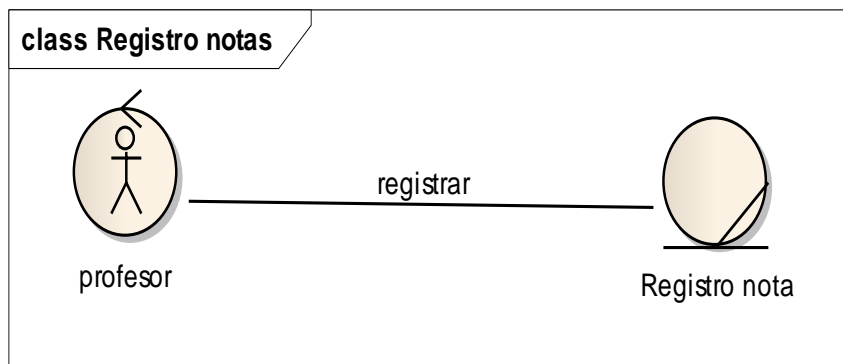 class Registro notas
registrar
profesor
Registro nota